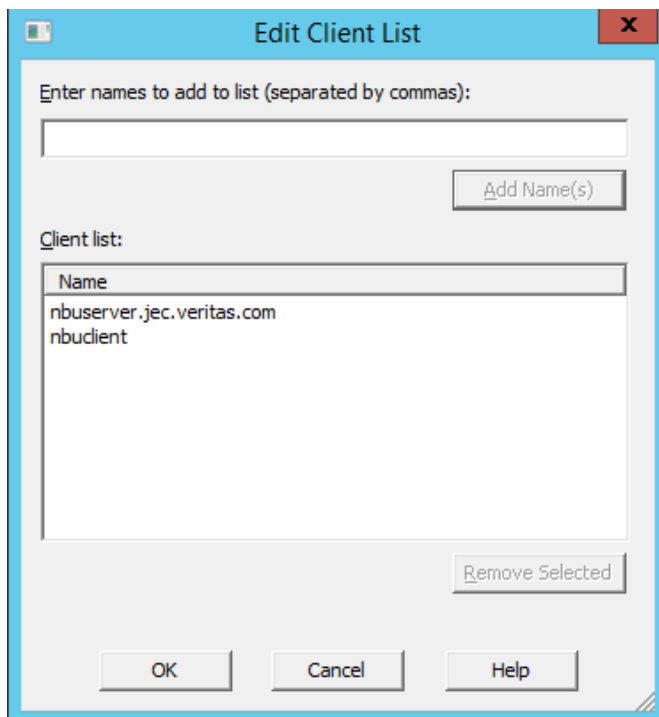 Edit Client List
x
Enter names to add to list (separated by commas):
Add Name(s)
Client list:
Name
nbuserver.jec.veritas.com
nbuclient
Remove Selected
OK Cancel Help